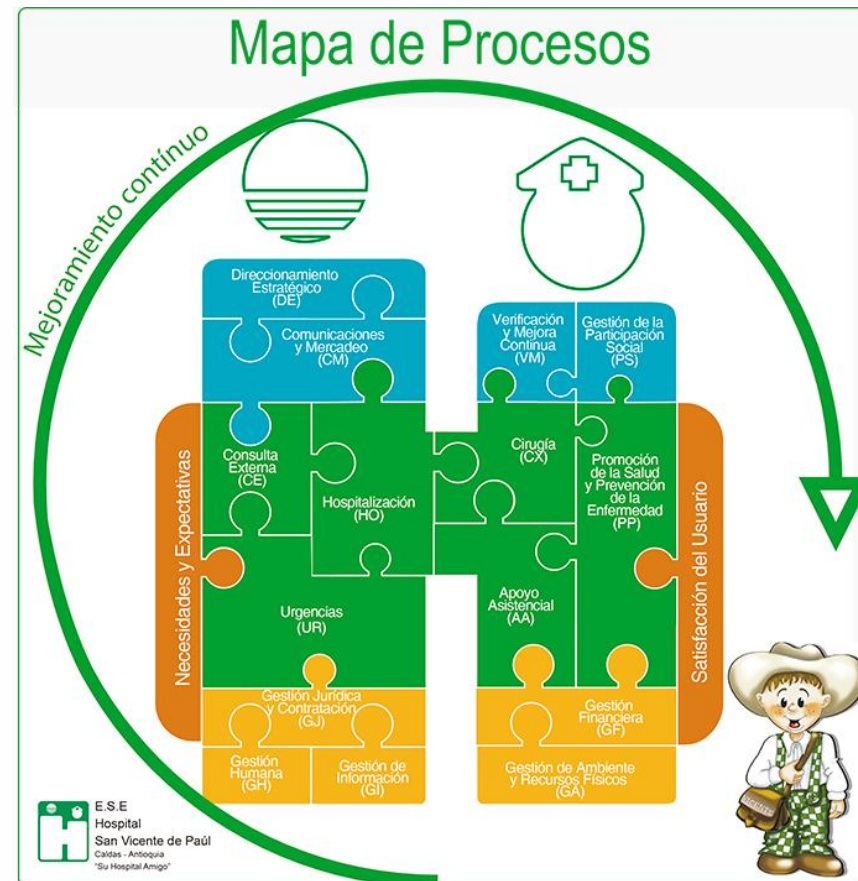 Mapa de Procesos
Mejoramiento contínuo
Direccionamiento
Estratégico
(DE)
Comunicaciones
y Mercadeo
(CM)
Verificación
y Mejora
Continua
(VM)
Gestión de la
Participación
Social
(PS)
Necesidades y Expectativas
Consulta
Externa
(CE)
Hospitalización
(HO)
Cirugía
(CX)
Promoción
de la Salud
y Prevención
de la
Enfermedad
(PP)
Satisfacción del Usuario
Urgencias
(UR)
Apoyo
Asistencial
(AA)
Gestión Jurídica
y Contratación
(GJ)
Gestión
Financiera
(GF)
Gestión
Humana
(GH)
Gestión de
Información
(GI)
Gestión de Ambiente
y Recursos Físicos
(GA)
E.S.E
Hospital
San Vicente de Paúl
Caldas - Antioquia
"Su Hospital Amigo"
VICENTE